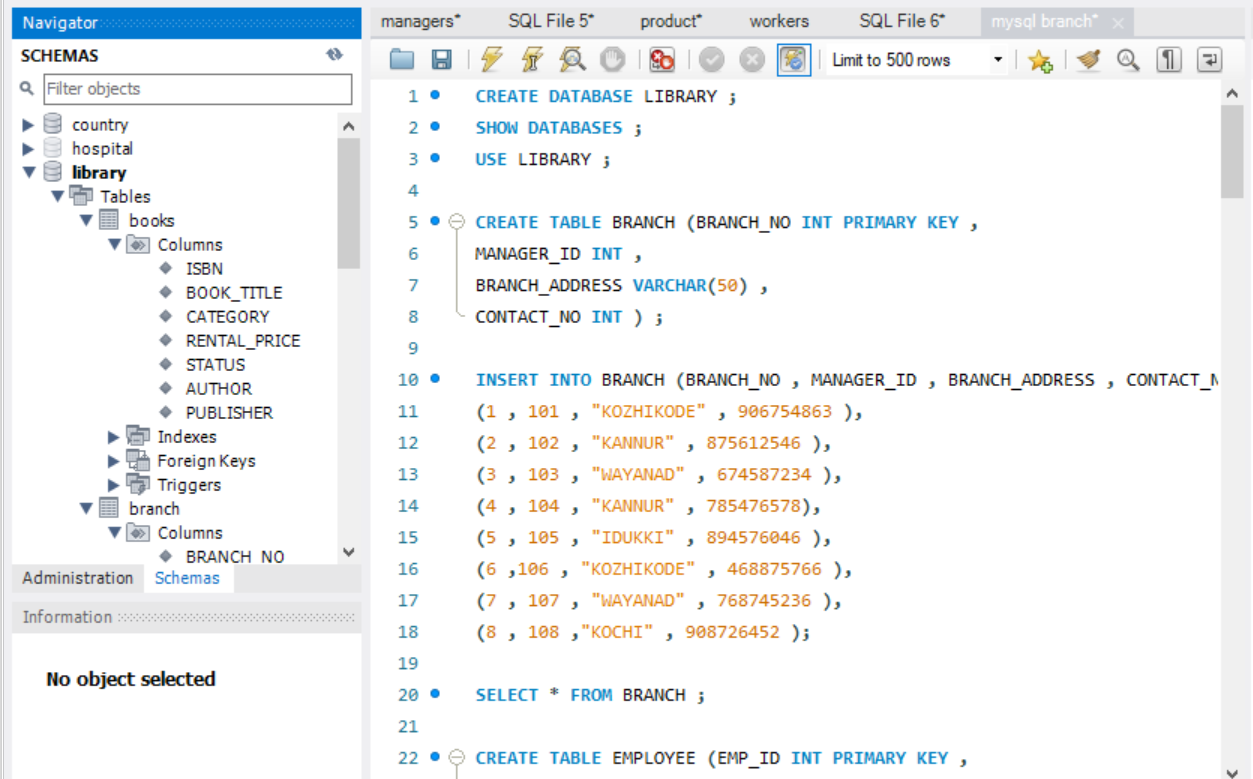 Navigator
SCHEMAS
Filter objects
country
hospital
library
Tables
books
Columns
ISBN
BOOK_TITLE
CATEGORY
RENTAL_PRICE
STATUS
AUTHOR
PUBLISHER
Indexes
Foreign Keys
Triggers
branch
Columns
BRANCH_NO
Administration Schemas
Information
No object selected
managers* SQL File 5* product* workers SQL File 6* mysql branch*
Limit to 500 rows
1 CREATE DATABASE LIBRARY ;
2 SHOW DATABASES ;
3 USE LIBRARY ;
4
5 CREATE TABLE BRANCH (BRANCH_NO INT PRIMARY KEY ,
6 MANAGER_ID INT ,
7 BRANCH_ADDRESS VARCHAR(50) ,
8 CONTACT_NO INT ) ;
9
10 INSERT INTO BRANCH (BRANCH_NO , MANAGER_ID , BRANCH_ADDRESS , CONTACT_N
11 (1 , 101 , "KOZHIKODE" , 906754863 ),
12 (2 , 102 , "KANNUR" , 875612546 ),
13 (3 , 103 , "WAYANAD" , 674587234 ),
14 (4 , 104 , "KANNUR" , 785476578),
15 (5 , 105 , "IDUKKI" , 894576046 ),
16 (6 ,106 , "KOZHIKODE" , 468875766 ),
17 (7 , 107 , "WAYANAD" , 768745236 ),
18 (8 , 108 ,"KOCHI" , 908726452 );
19
20 SELECT * FROM BRANCH ;
21
22 CREATE TABLE EMPLOYEE (EMP_ID INT PRIMARY KEY ,